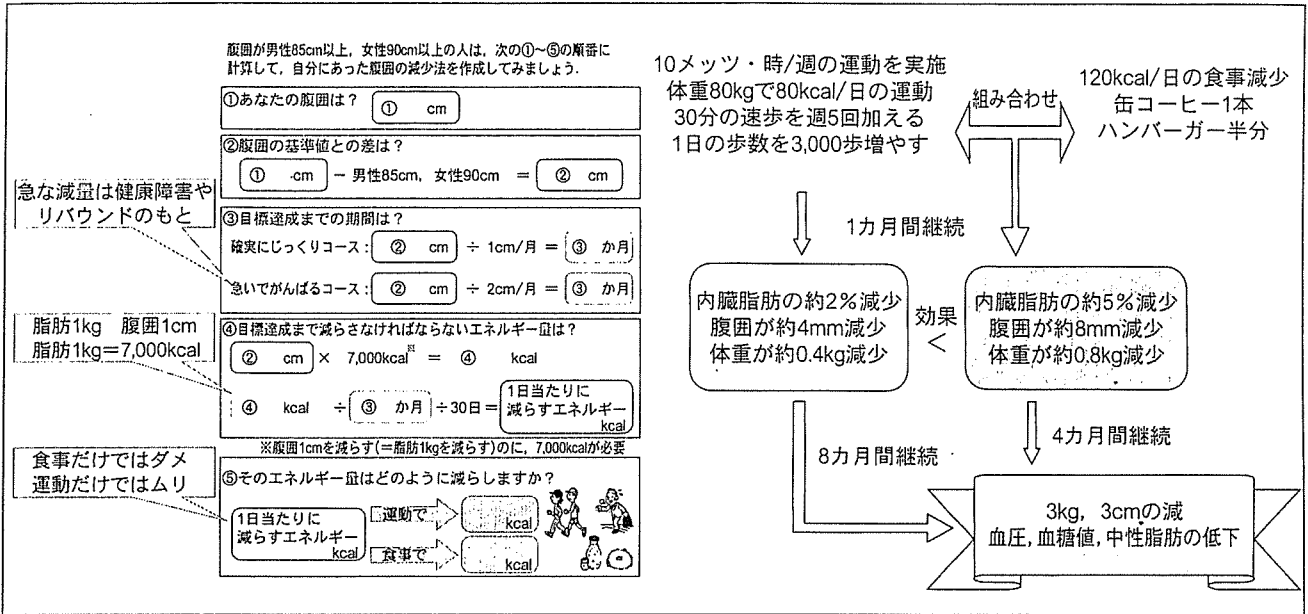 腹囲が男性85cm以上，女性90cm以上の人は，次の①〜⑤の順番に
計算して，自分にあった腹囲の減少法を作成してみましょう.
①あなたの腹囲は？
① cm
②腹囲の基準値との差は？
① cm − 男性85cm，女性90cm ＝ ② cm
急な減量は健康障害や
リバウンドのもと
③目標達成までの期間は？
確実にじっくりコース： ② cm ÷ 1cm/月 ＝ ③ か月
急いでがんばるコース： ② cm ÷ 2cm/月 ＝ ③ か月
脂肪1kg 腹囲1cm
脂肪1kg＝7,000kcal
④目標達成まで減らさなければならないエネルギー量は？
② cm × 7,000kcal※ ＝ ④ kcal
④ kcal ÷ ③ か月 ÷30日＝
1日当たりに
減らすエネルギー
kcal
※腹囲1cmを減らす(＝脂肪1kgを減らす)のに，7,000kcalが必要
食事だけではダメ
運動だけではムリ
⑤そのエネルギー量はどのように減らしますか？
1日当たりに
減らすエネルギー
kcal
運動で
kcal
食事で
kcal
10メッツ・時/週の運動を実施
体重80kgで80kcal/日の運動
30分の速歩を週5回加える
1日の歩数を3,000歩増やす
組み合わせ
120kcal/日の食事減少
缶コーヒー1本
ハンバーガー半分
1カ月間継続
内臓脂肪の約2％減少
腹囲が約4mm減少
体重が約0.4kg減少
効果
＜
内臓脂肪の約5％減少
腹囲が約8mm減少
体重が約0.8kg減少
8カ月間継続
4カ月間継続
3kg，3cmの減
血圧，血糖値，中性脂肪の低下